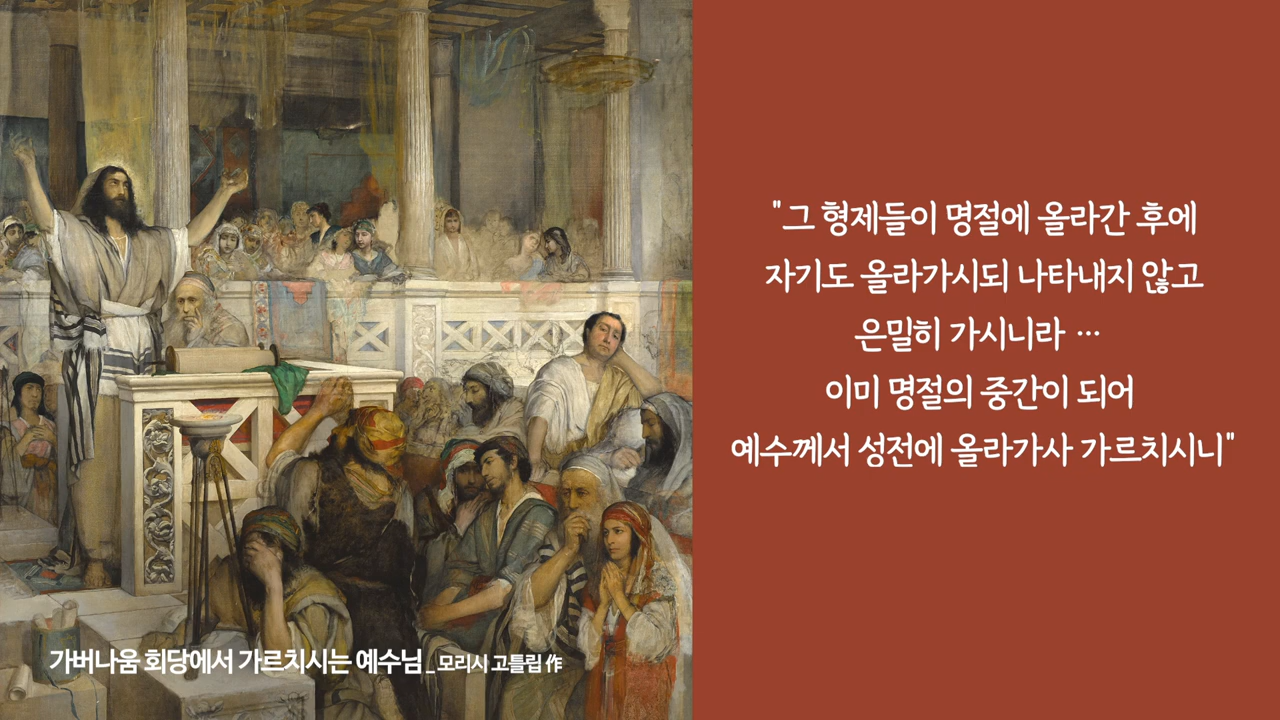 "그 형제들이 명절에 올라간 후에
자기도 올라가시되 나타내지 않고
은밀히 가시니라 …
이미 명절의 중간이 되어
예수께서 성전에 올라가사 가르치시니"
가버나움 회당에서 가르치시는 예수님_모리시 고틀립 作